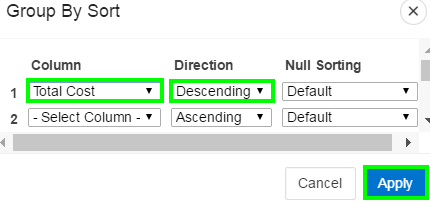 Group By Sort
Column Direction Null Sorting
1 Total Cost Descending Default
2 - Select Column - Ascending Default
Cancel Apply